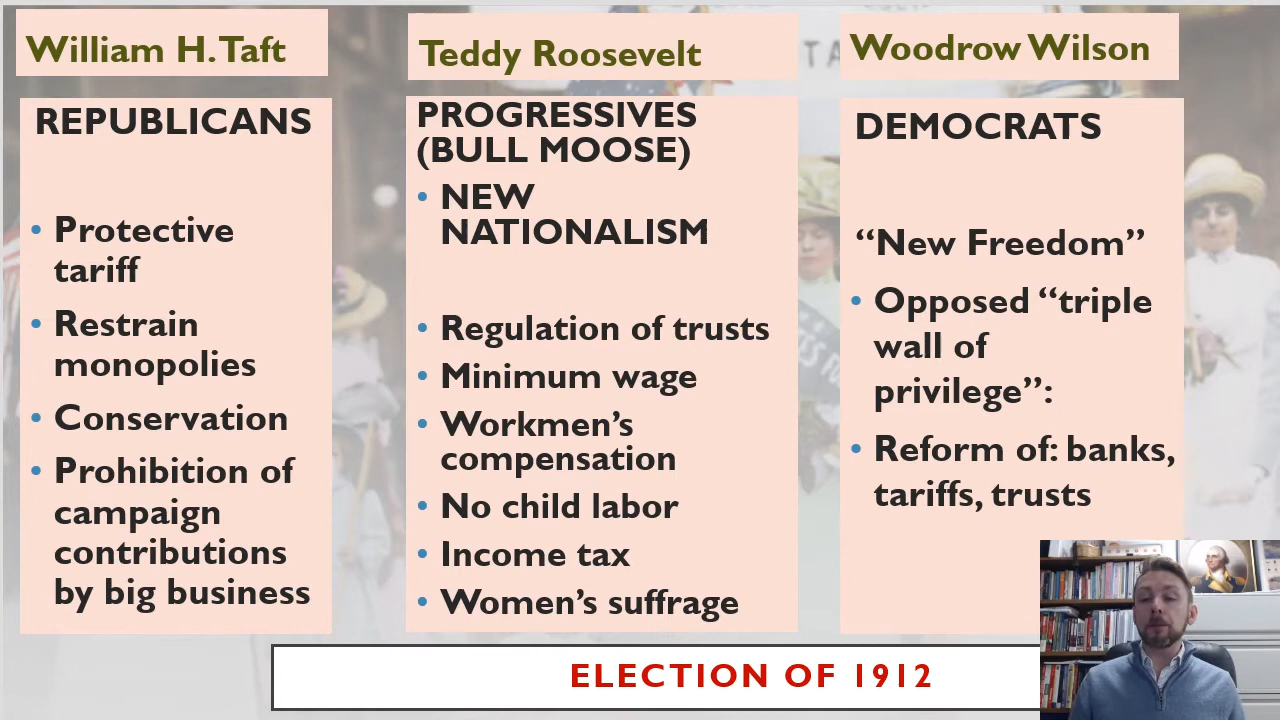 William H. Taft
REPUBLICANS
• Protective
tariff
• Restrain
monopolies
• Conservation
• Prohibition of
campaign
contributions
by big business
Teddy Roosevelt
PROGRESSIVES
(BULL MOOSE)
• NEW
NATIONALISM
• Regulation of trusts
• Minimum wage
• Workmen’s
compensation
• No child labor
• Income tax
• Women’s suffrage
Woodrow Wilson
DEMOCRATS
“New Freedom”
• Opposed “triple
wall of
privilege”:
• Reform of: banks,
tariffs, trusts
ELECTION OF 1912